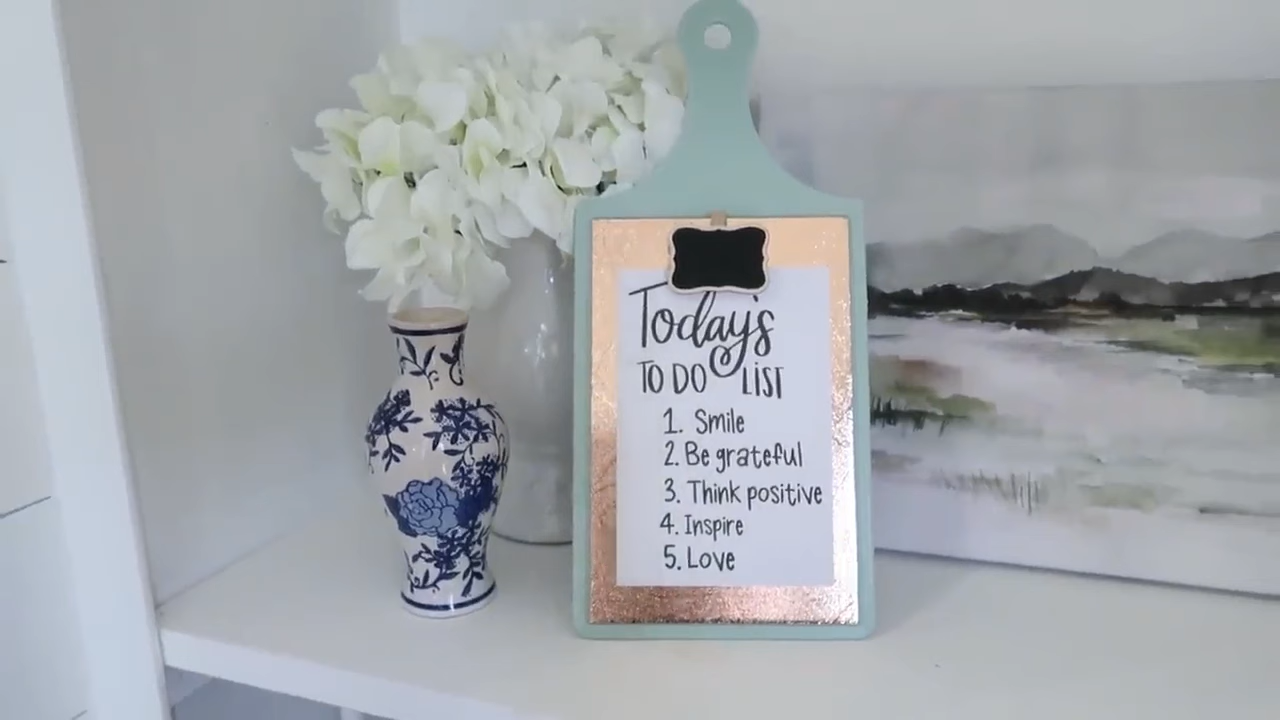 Today's
TO DO LIST
1. Smile
2. Be grateful
3. Think positive
4. Inspire
5. Love